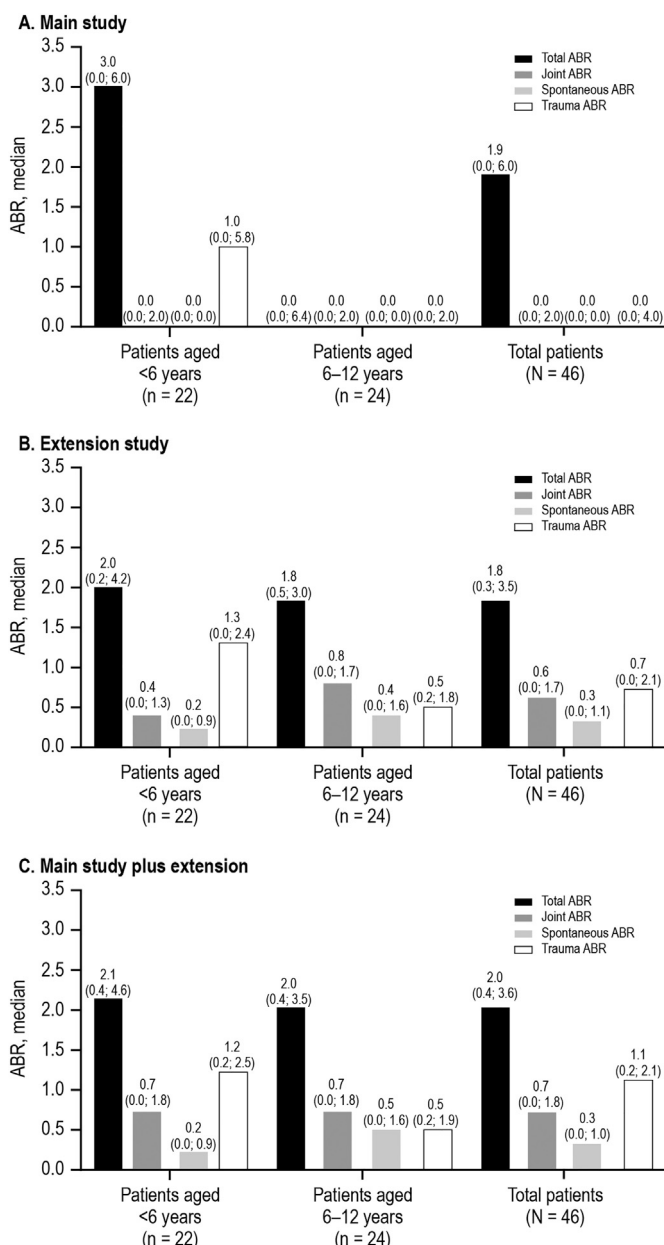 A. Main study
ABR, median
3.5
3.0
2.5
2.0
1.5
1.0
0.5
0.0
Total ABR
Joint ABR
Spontaneous ABR
Trauma ABR
3.0
(0.0; 6.0)
0.0
(0.0; 2.0)
0.0
(0.0; 0.0)
1.0
(0.0; 5.8)
0.0
(0.0; 6.4)
0.0
(0.0; 2.0)
0.0
(0.0; 0.0)
0.0
(0.0; 2.0)
1.9
(0.0; 6.0)
0.0
(0.0; 2.0)
0.0
(0.0; 0.0)
0.0
(0.0; 4.0)
Patients aged
<6 years
(n = 22)
Patients aged
6–12 years
(n = 24)
Total patients
(N = 46)
B. Extension study
ABR, median
3.5
3.0
2.5
2.0
1.5
1.0
0.5
0.0
Total ABR
Joint ABR
Spontaneous ABR
Trauma ABR
2.0
(0.2; 4.2)
0.4
(0.0; 1.3)
0.2
(0.0; 0.9)
1.3
(0.0; 2.4)
1.8
(0.5; 3.0)
0.8
(0.0; 1.7)
0.4
(0.0; 1.6)
0.5
(0.2; 1.8)
1.8
(0.3; 3.5)
0.6
(0.0; 1.7)
0.3
(0.0; 1.1)
0.7
(0.0; 2.1)
Patients aged
<6 years
(n = 22)
Patients aged
6–12 years
(n = 24)
Total patients
(N = 46)
C. Main study plus extension
ABR, median
3.5
3.0
2.5
2.0
1.5
1.0
0.5
0.0
Total ABR
Joint ABR
Spontaneous ABR
Trauma ABR
2.1
(0.4; 4.6)
0.7
(0.0; 1.8)
0.2
(0.0; 0.9)
1.2
(0.2; 2.5)
2.0
(0.4; 3.5)
0.7
(0.0; 1.8)
0.5
(0.0; 1.6)
0.5
(0.2; 1.9)
2.0
(0.4; 3.6)
0.7
(0.0; 1.8)
0.3
(0.0; 1.0)
1.1
(0.2; 2.1)
Patients aged
<6 years
(n = 22)
Patients aged
6–12 years
(n = 24)
Total patients
(N = 46)